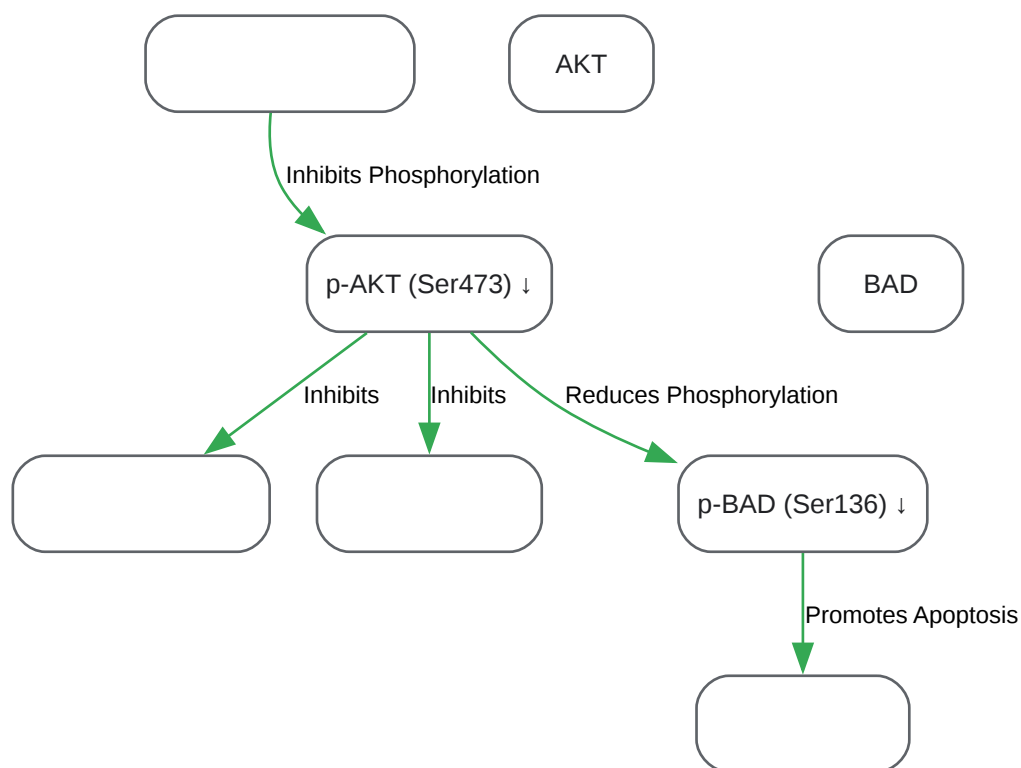 AKT
Inhibits Phosphorylation
p-AKT (Ser473) ↓
BAD
Inhibits
Inhibits
Reduces Phosphorylation
p-BAD (Ser136) ↓
Promotes Apoptosis